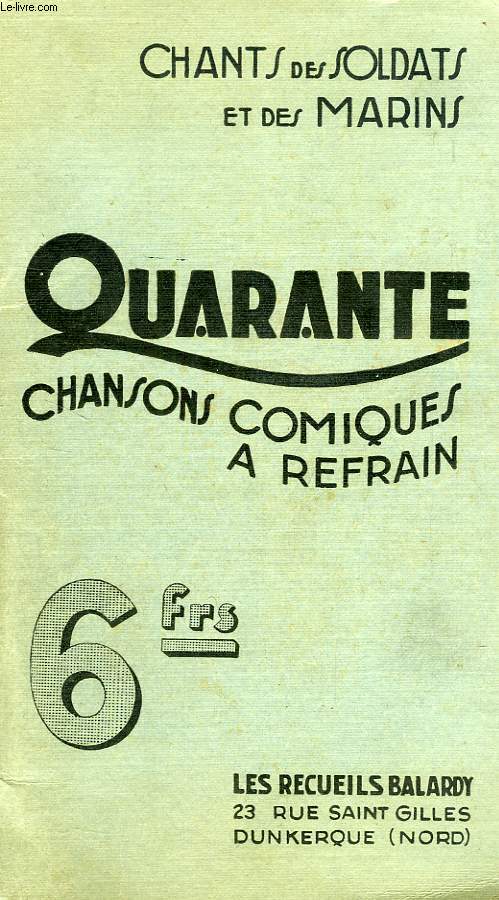 Le-livre.com
CHANTS DES SOLDATS
ET DES MARINS
QUARANTE
CHANSONS COMIQUES
A REFRAIN
6 frs
LES RECUEILS BALARDY
23 RUE SAINT GILLES
DUNKERQUE (NORD)